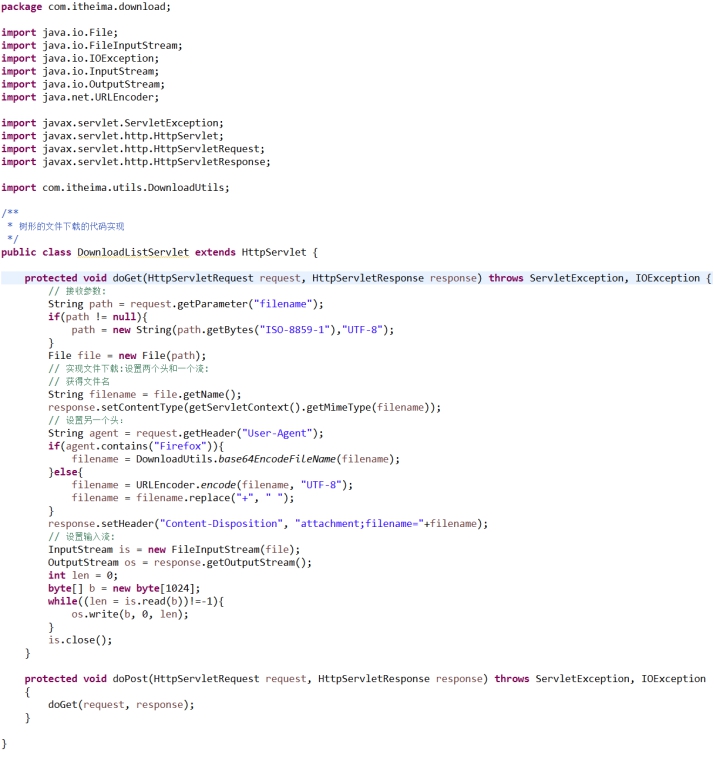 package com.itheima.download;
import java.io.File;
import java.io.FileInputStream;
import java.io.IOException;
import java.io.InputStream;
import java.io.OutputStream;
import java.net.URLEncoder;
import javax.servlet.ServletException;
import javax.servlet.http.HttpServlet;
import javax.servlet.http.HttpServletRequest;
import javax.servlet.http.HttpServletResponse;
import com.itheima.utils.DownloadUtils;
/**
 * 树形的文件下载的代码实现
 */
public class DownloadListServlet extends HttpServlet {
    protected void doGet(HttpServletRequest request, HttpServletResponse response) throws ServletException, IOException {
        // 接收参数:
        String path = request.getParameter("filename");
        if(path != null){
            path = new String(path.getBytes("ISO-8859-1"),"UTF-8");
        }
        File file = new File(path);
        // 实现文件下载:设置两个头和一个流:
        // 获得文件名
        String filename = file.getName();
        response.setContentType(getServletContext().getMimeType(filename));
        // 设置另一个头:
        String agent = request.getHeader("User-Agent");
        if(agent.contains("Firefox")){
            filename = DownloadUtils.base64EncodeFileName(filename);
        }else{
            filename = URLEncoder.encode(filename, "UTF-8");
            filename = filename.replace("+", " ");
        }
        response.setHeader("Content-Disposition", "attachment;filename="+filename);
        // 设置输入流:
        InputStream is = new FileInputStream(file);
        OutputStream os = response.getOutputStream();
        int len = 0;
        byte[] b = new byte[1024];
        while((len = is.read(b))!=-1){
            os.write(b, 0, len);
        }
        is.close();
    }
    protected void doPost(HttpServletRequest request, HttpServletResponse response) throws ServletException, IOException
    {
        doGet(request, response);
    }
}